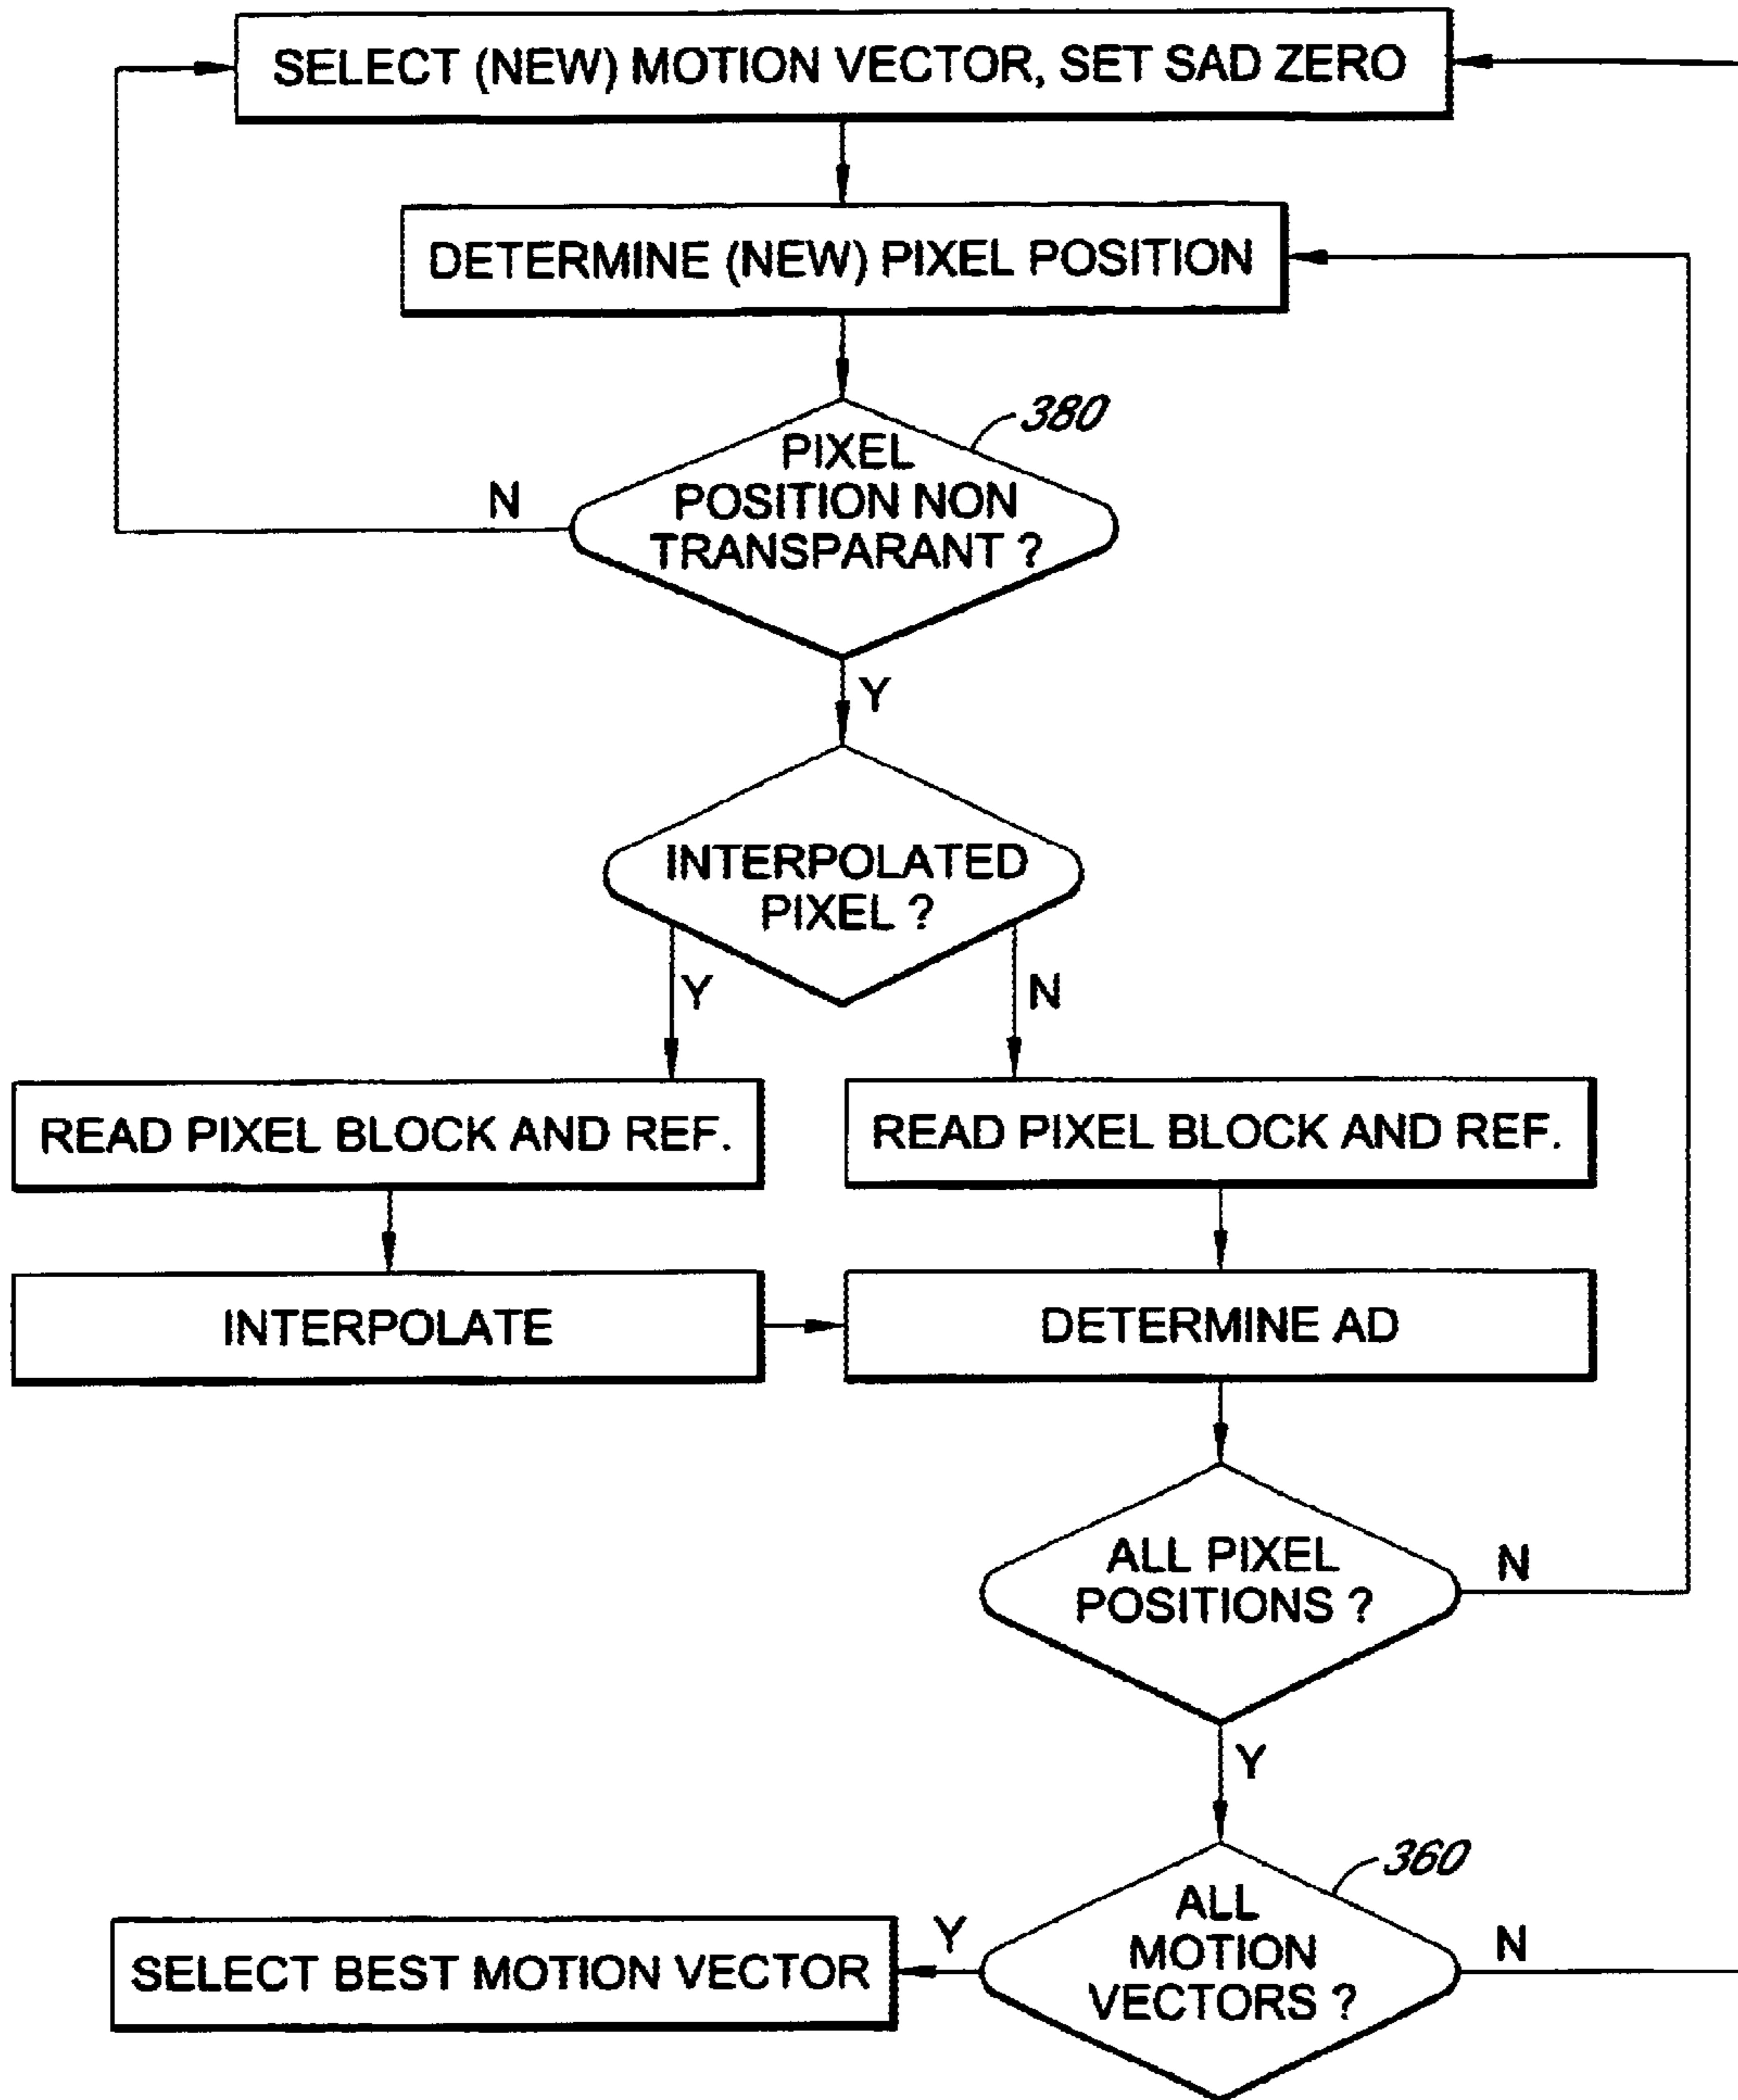 SELECT (NEW) MOTION VECTOR, SET SAD ZERO
DETERMINE (NEW) PIXEL POSITION
380
PIXEL
POSITION NON
TRANSPARANT ?
N
Y
INTERPOLATED
PIXEL ?
Y
N
READ PIXEL BLOCK AND REF.
READ PIXEL BLOCK AND REF.
INTERPOLATE
DETERMINE AD
ALL PIXEL
POSITIONS ?
N
Y
360
ALL
MOTION
VECTORS ?
Y
N
SELECT BEST MOTION VECTOR